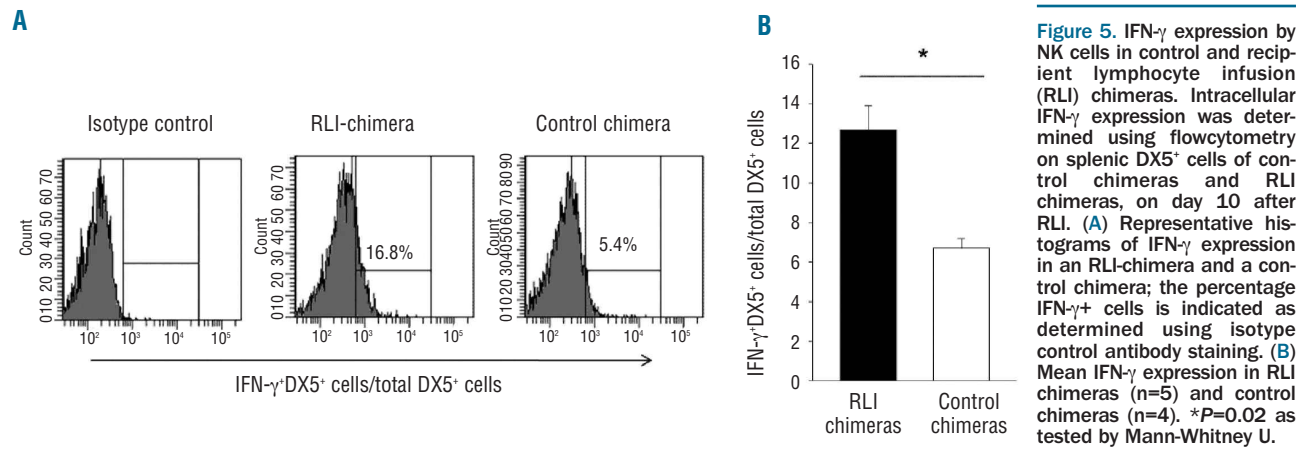 A
Isotype control
RLI-chimera
Control chimera
Count
0 10 20 30 40 50 60 70
10² 10³ 10⁴ 10⁵
Count
0 10 20 30 40 50 60 70
16.8%
10² 10³ 10⁴ 10⁵
Count
0 10 20 30 40 50 60 70 80 90
5.4%
10² 10³ 10⁴ 10⁵
IFN-γ⁺DX5⁺ cells/total DX5⁺ cells
B
IFN-γ⁺DX5⁺ cells/total DX5⁺ cells
16
14
12
10
8
6
4
2
0
*
RLI
chimeras
Control
chimeras
Figure 5. IFN-γ expression by
NK cells in control and recip-
ient lymphocyte infusion
(RLI) chimeras. Intracellular
IFN-γ expression was deter-
mined using flowcytometry
on splenic DX5⁺ cells of con-
trol chimeras and RLI
chimeras, on day 10 after
RLI. (A) Representative his-
tograms of IFN-γ expression
in an RLI-chimera and a con-
trol chimera; the percentage
IFN-γ+ cells is indicated as
determined using isotype
control antibody staining. (B)
Mean IFN-γ expression in RLI
chimeras (n=5) and control
chimeras (n=4). *P=0.02 as
tested by Mann-Whitney U.